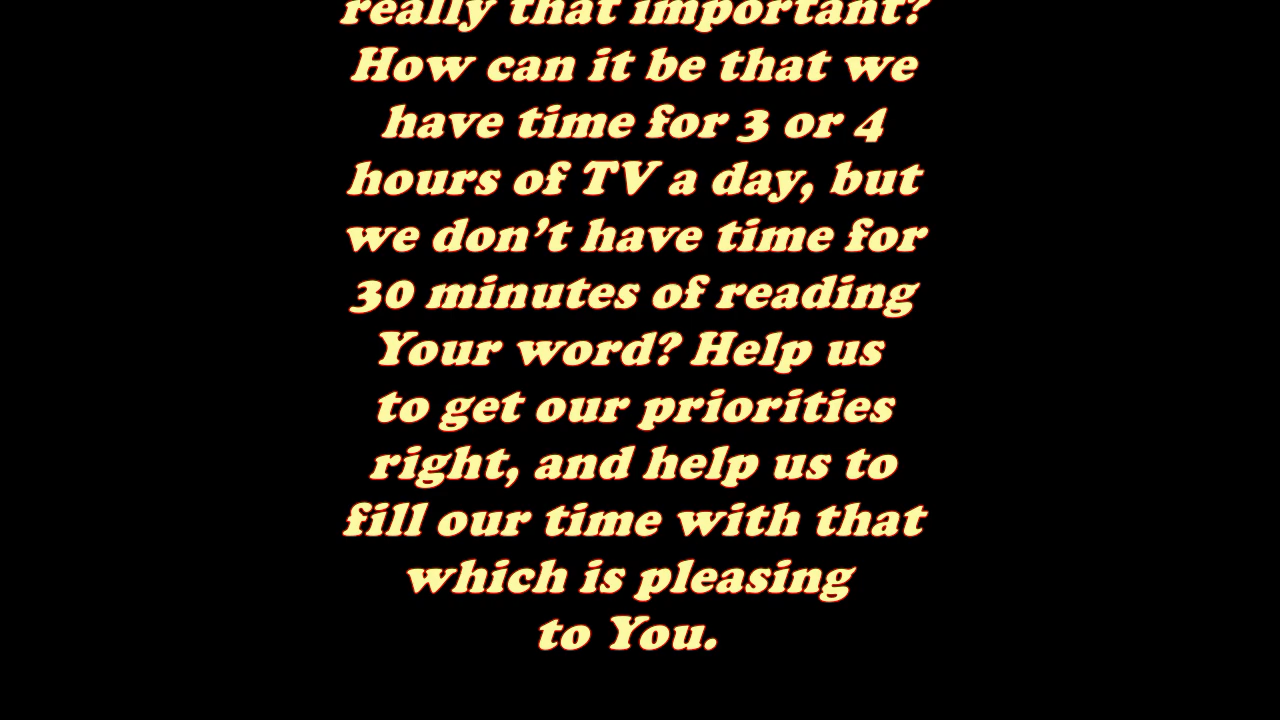 really that important?
How can it be that we
have time for 3 or 4
hours of TV a day, but
we don’t have time for
30 minutes of reading
Your word? Help us
to get our priorities
right, and help us to
fill our time with that
which is pleasing
to You.